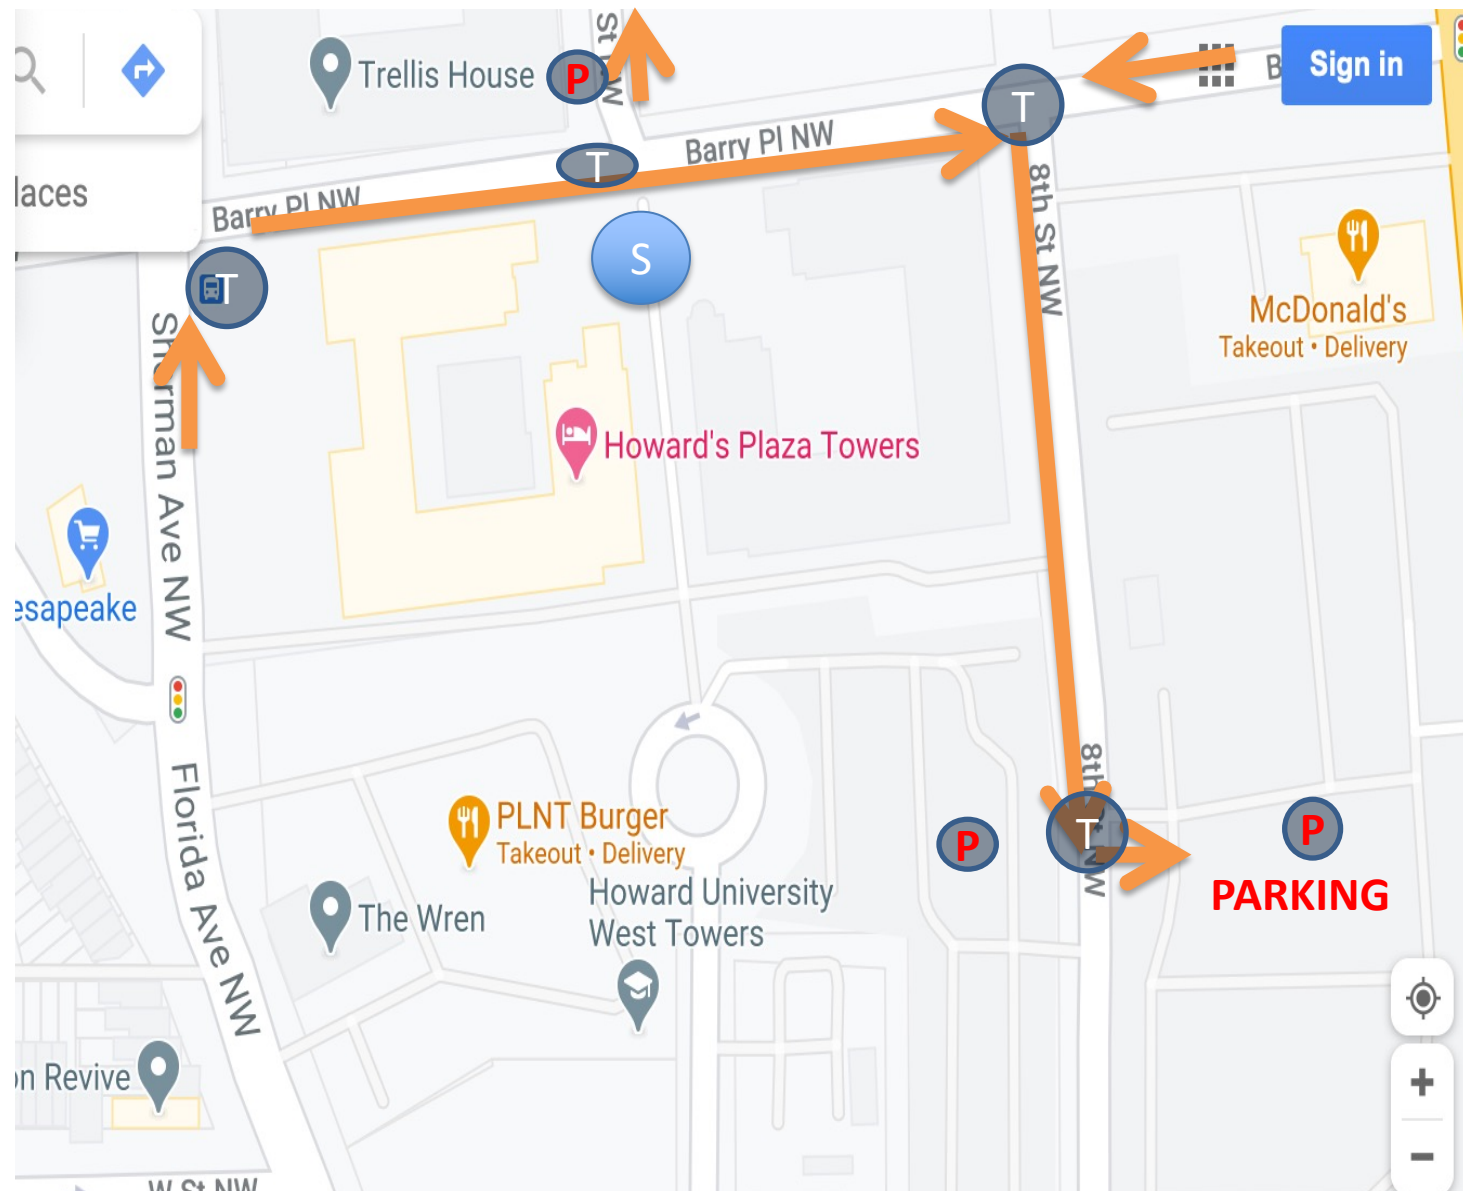 St NW
P
Trellis House
T
B
Sign in
laces
Barry Pl NW
T
Barry Pl NW
8th St NW
S
T
McDonald's
Takeout • Delivery
Sherman Ave NW
Howard's Plaza Towers
esapeake
8th St NW
Florida Ave NW
PLNT Burger
Takeout • Delivery
P
T
P
PARKING
Howard University
West Towers
The Wren
on Revive
W St NW